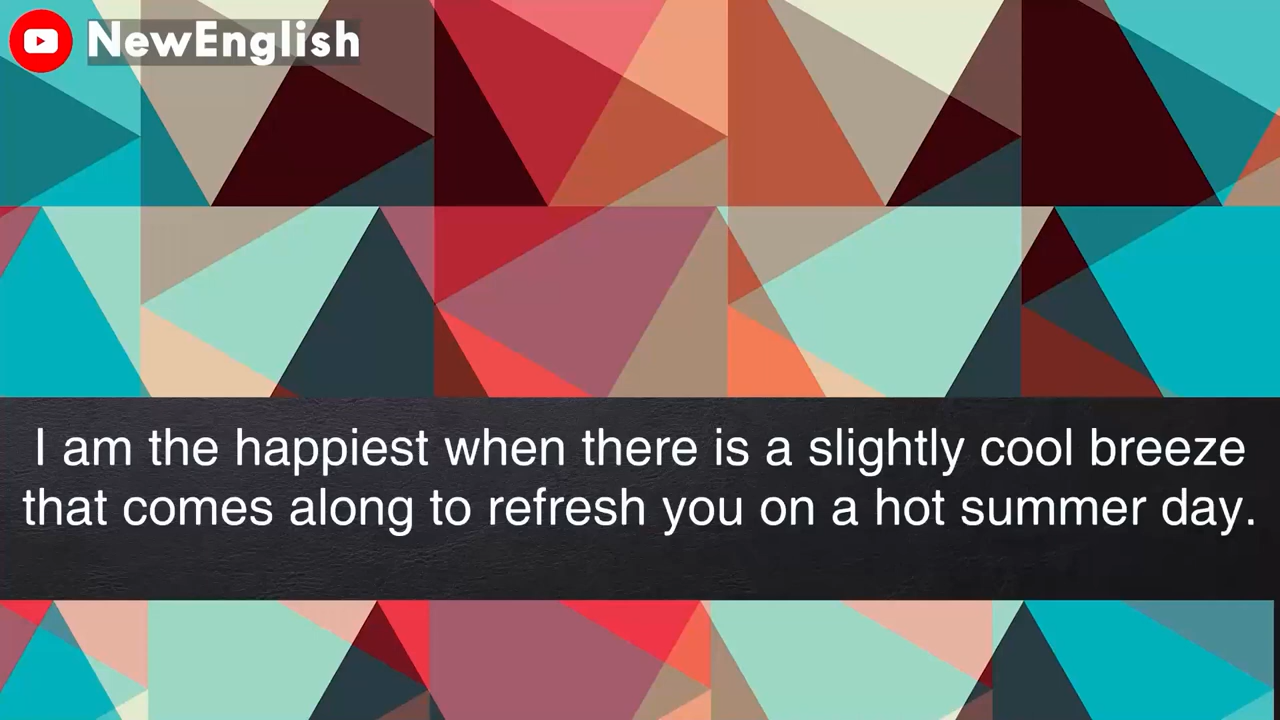 NewEnglish
I am the happiest when there is a slightly cool breeze
that comes along to refresh you on a hot summer day.